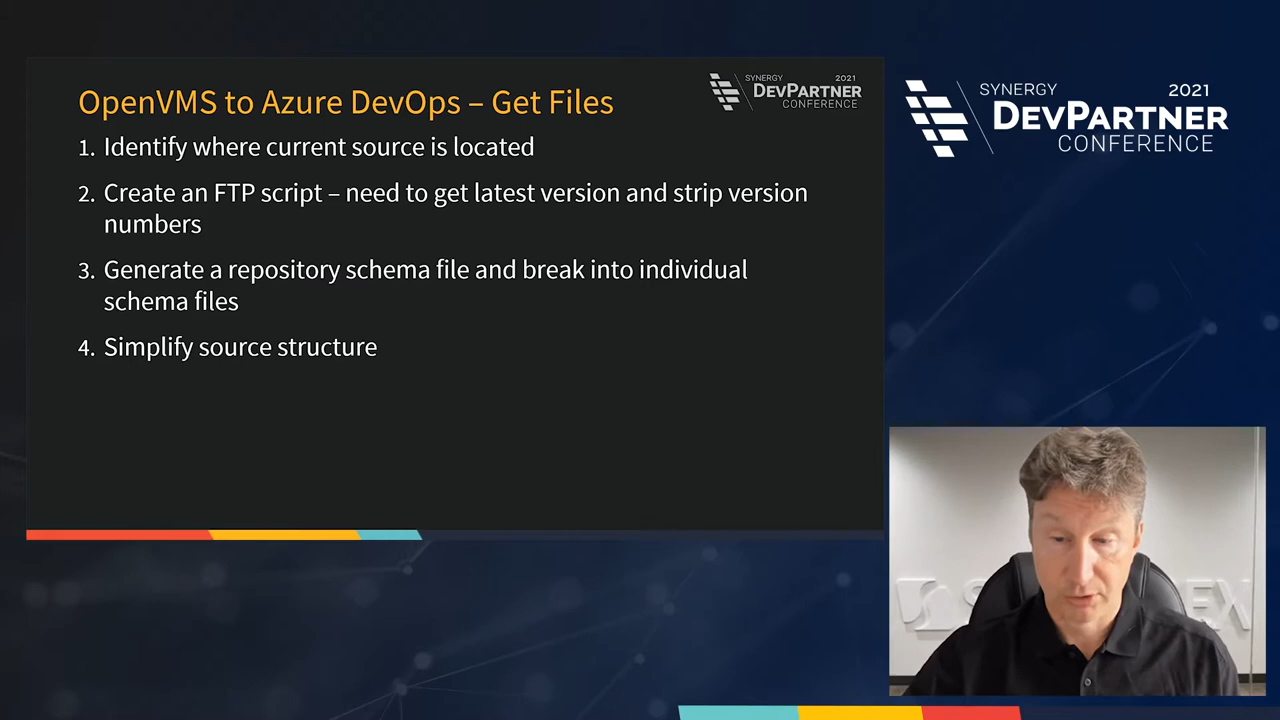 OpenVMS to Azure DevOps – Get Files
SYNERGY 2021
DEVPARTNER
CONFERENCE
1. Identify where current source is located
2. Create an FTP script – need to get latest version and strip version
numbers
3. Generate a repository schema file and break into individual
schema files
4. Simplify source structure
SYNERGY 2021
DEVPARTNER
CONFERENCE